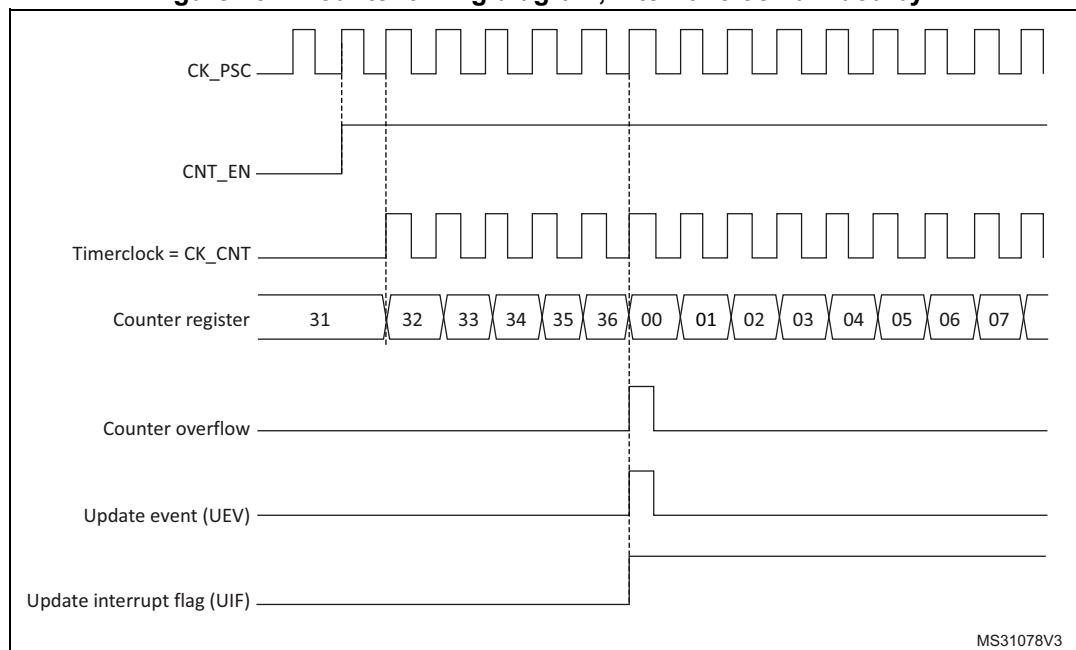 CK_PSC
CNT_EN
Timerclock = CK_CNT
Counter register 31 32 33 34 35 36 00 01 02 03 04 05 06 07
Counter overflow
Update event (UEV)
Update interrupt flag (UIF)
MS31078V3